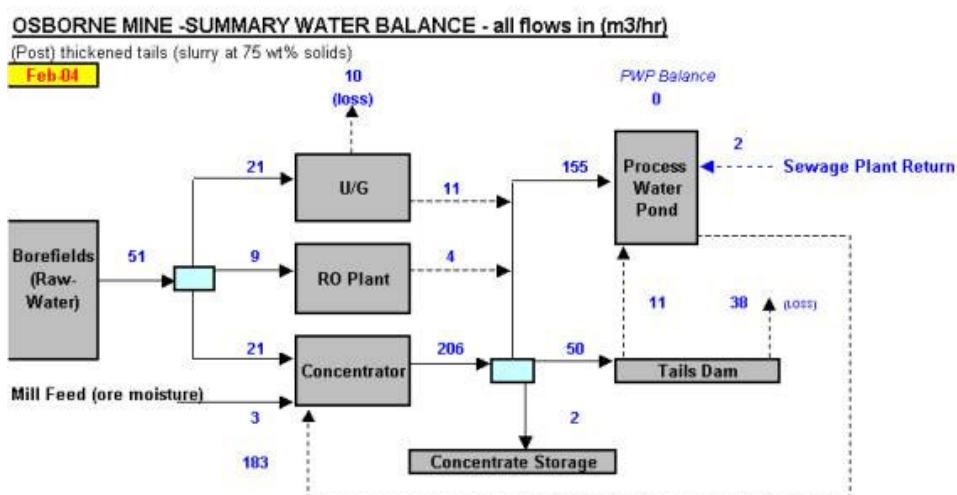 OSBORNE MINE -SUMMARY WATER BALANCE - all flows in (m3/hr)
(Post) thickened tails (slurry at 75 wt% solids)
Feb-04
10
(loss)
PWP Balance
0
21
U/G
11
155
Process
Water
Pond
2
Sewage Plant Return
Borefields
(Raw-
Water)
51
9
RO Plant
4
11
38
(LOSS)
21
Concentrator
206
50
Tails Dam
Mill Feed (ore moisture)
3
2
183
Concentrate Storage